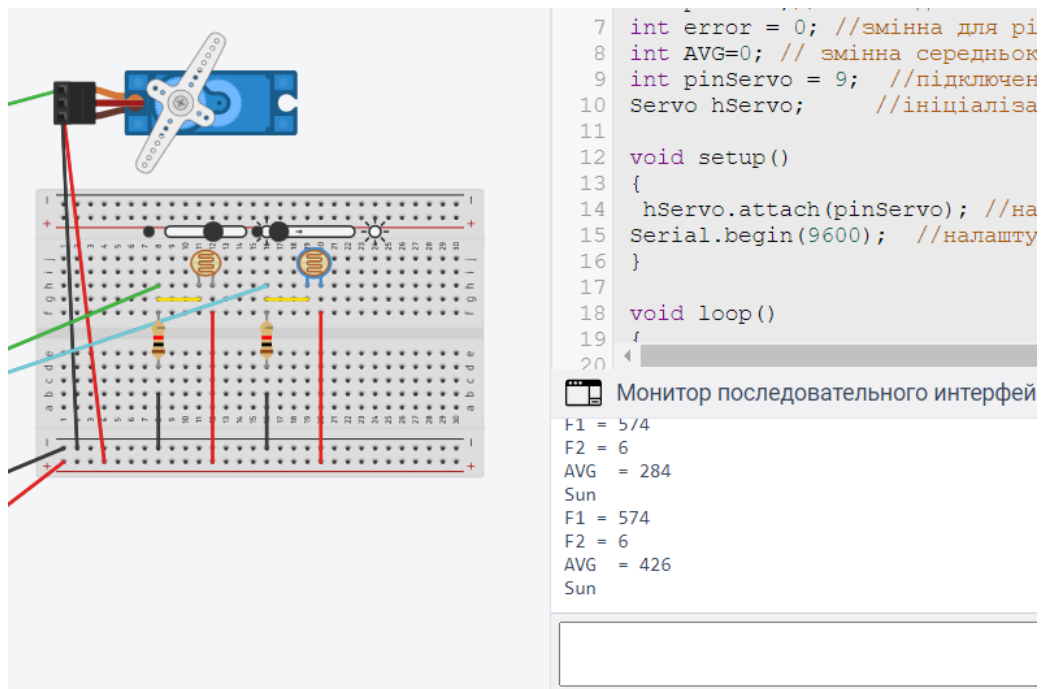 7 int error = 0; //змінна для рі
8 int AVG=0; // змінна середньок
9 int pinServo = 9; //підключен
10 Servo hServo; //ініціаліза
11
12 void setup()
13 {
14 hServo.attach(pinServo); //на
15 Serial.begin(9600); //налашту
16 }
17
18 void loop()
19 {
20
Монитор последовательного интерфей
F1 = 574
F2 = 6
AVG = 284
Sun
F1 = 574
F2 = 6
AVG = 426
Sun